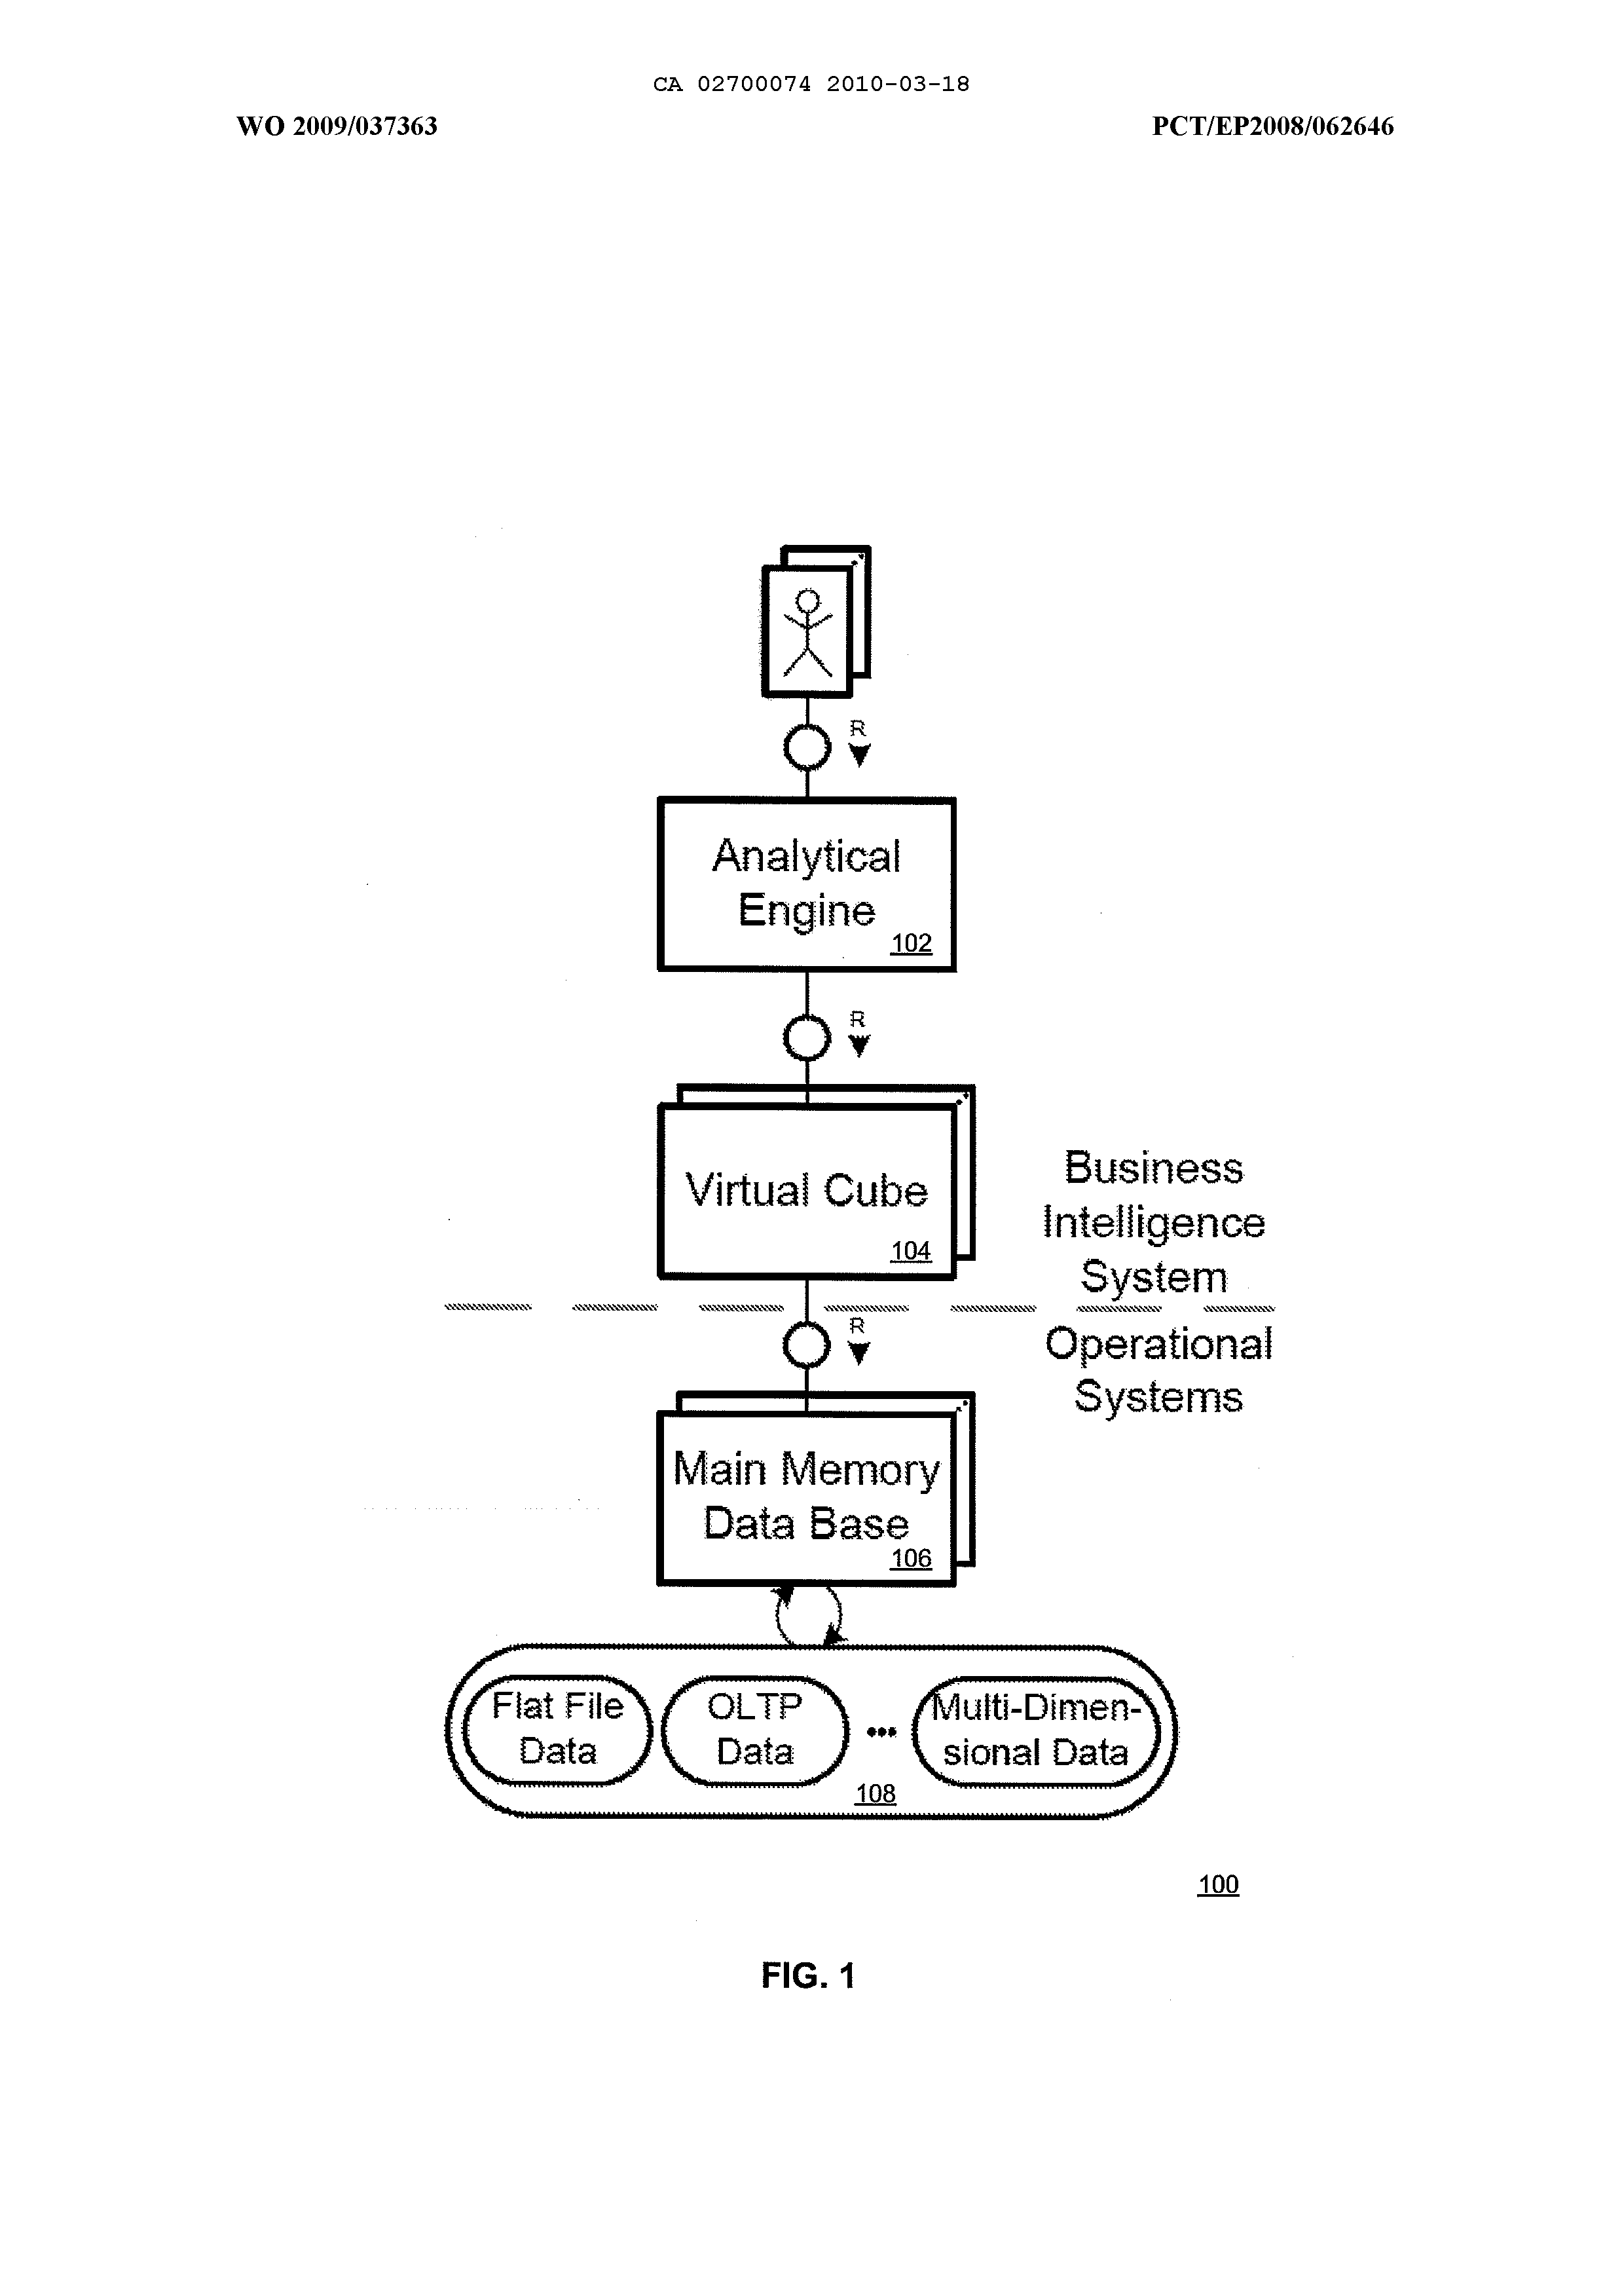 CA 02700074 2010-03-18
WO 2009/037363
PCT/EP2008/062646
R
Analytical
Engine
102
R
Virtual Cube
104
Business
Intelligence
System
R
Operational
Systems
Main Memory
Data Base
106
Flat File
Data
OLTP
Data
•••
Multi-Dimen-
sional Data
108
100
FIG. 1